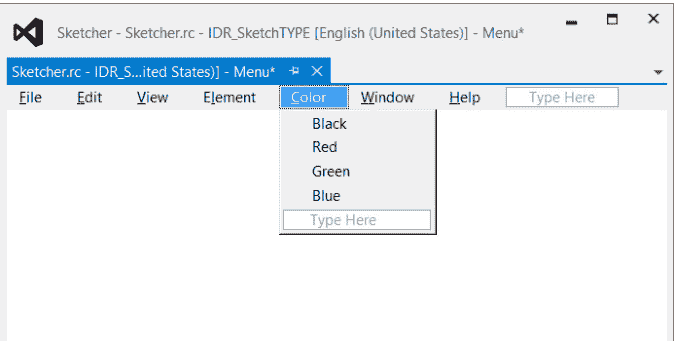 Sketcher - Sketcher.rc - IDR_SketchTYPE [English (United States)] - Menu*
Sketcher.rc - IDR_S...ited States)] - Menu*
File Edit View Element Color Window Help Type Here
Black
Red
Green
Blue
Type Here